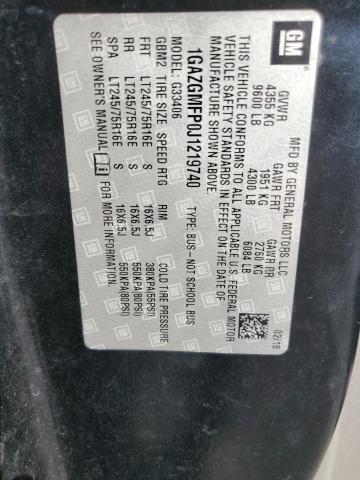 GM
MFD BY GENERAL MOTORS LLC
02/18
GVWR GAWR FRT GAWR RR
4355 KG 1951 KG 2760 KG
9600 LB 4300 LB 6084 LB
THIS VEHICLE CONFORMS TO ALL APPLICABLE U.S. FEDERAL MOTOR
VEHICLE SAFETY STANDARDS IN EFFECT ON THE DATE OF
MANUFACTURE SHOWN ABOVE.
1GAZGMFP0J1219740 TYPE: BUS-NOT SCHOOL BUS
MODEL: G33406
GBM2 TIRE SIZE SPEED RTG RIM COLD TIRE PRESSURE
FRT LT245/75R16E S 16X6.5J 380KPA(55PSI)
RR LT245/75R16E S 16X6.5J 550KPA(80PSI)
SPA LT245/75R16E S 16X6.5J 550KPA(80PSI)
SEE OWNER'S MANUAL i FOR MORE INFORMATION.